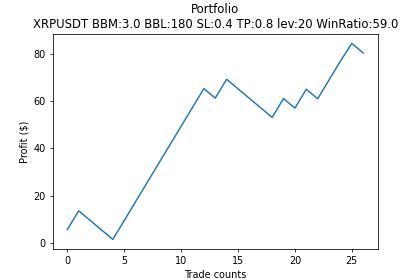 Portfolio
XRPUSDT BBM:3.0 BBL:180 SL:0.4 TP:0.8 lev:20 WinRatio:59.0
80
60
40
20
0
Profit ($)
0 5 10 15 20 25
Trade counts